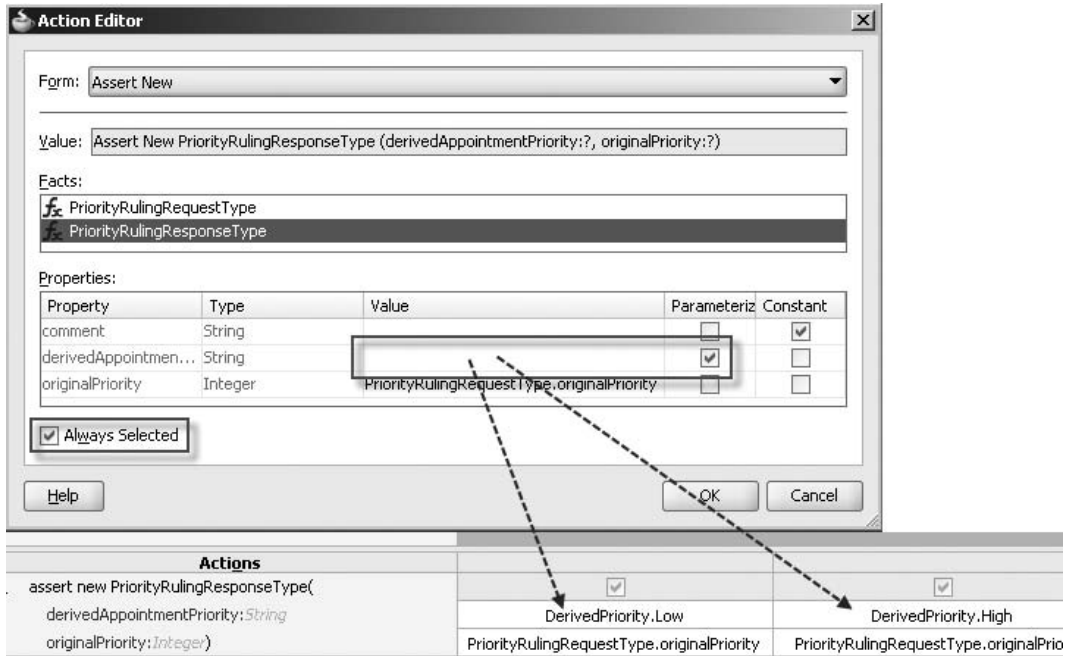 Action Editor
Form: Assert New
Value: Assert New PriorityRulingResponseType (derivedAppointmentPriority:?, originalPriority:?)
Facts:
fx PriorityRulingRequestType
fx PriorityRulingResponseType
Properties:
Property Type Value Parameteriz Constant
comment String
derivedAppointmen... String
originalPriority Integer PriorityRulingRequestType.originalPriority
Always Selected
Help OK Cancel
Actions
assert new PriorityRulingResponseType(
derivedAppointmentPriority:String DerivedPriority.Low DerivedPriority.High
originalPriority:Integer) PriorityRulingRequestType.originalPriority PriorityRulingRequestType.originalPrio